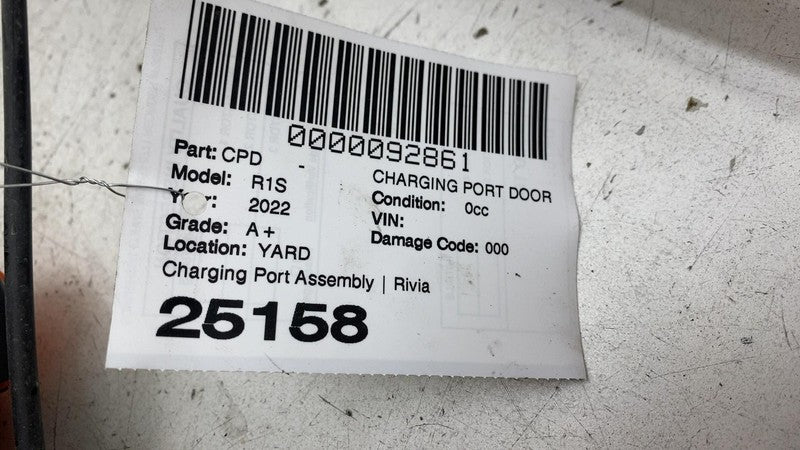 0000092861
Part: CPD -
CHARGING PORT DOOR
Model: R1S
Condition: 0cc
Year: 2022
VIN:
Grade: A+
Damage Code: 000
Location: YARD
Charging Port Assembly | Rivia
25158